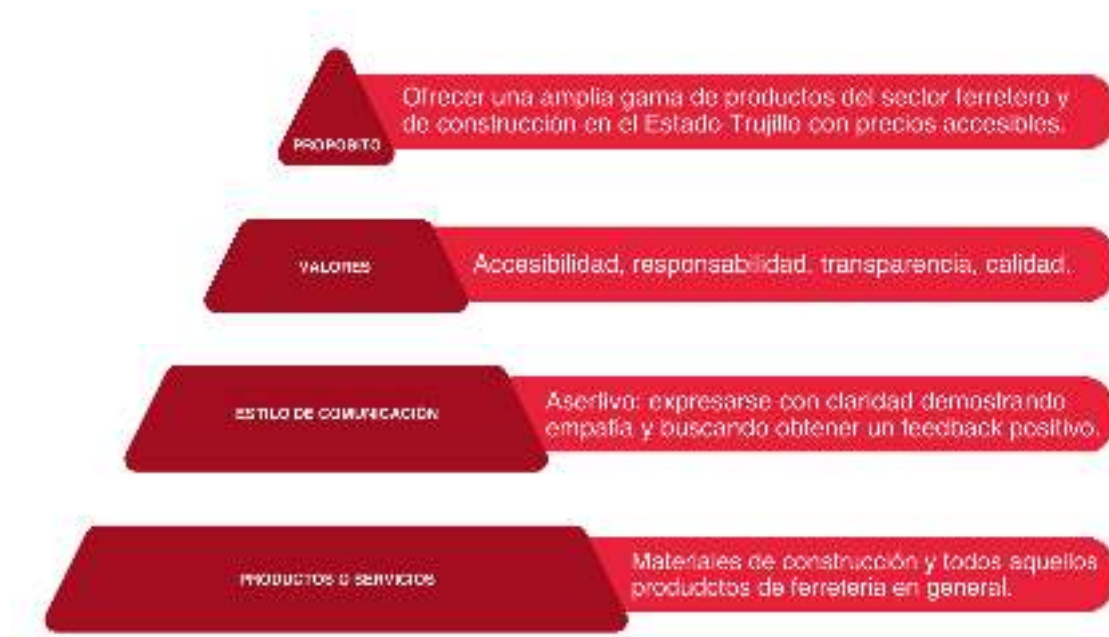 Ofrecer una amplia gama de productos del sector ferretero y
de construcción en el Estado Trujillo con precios accesibles.
PROPOSITO
VALORES
Accesibilidad, responsabilidad, transparencia, calidad.
ESTILO DE COMUNICACIÓN
Asertivo: expresarse con claridad demostrando
empatía y buscando obtener un feedback positivo.
PRODUCTOS O SERVICIOS
Materiales de construcción y todos aquellos
produdctos de ferreteria en general.